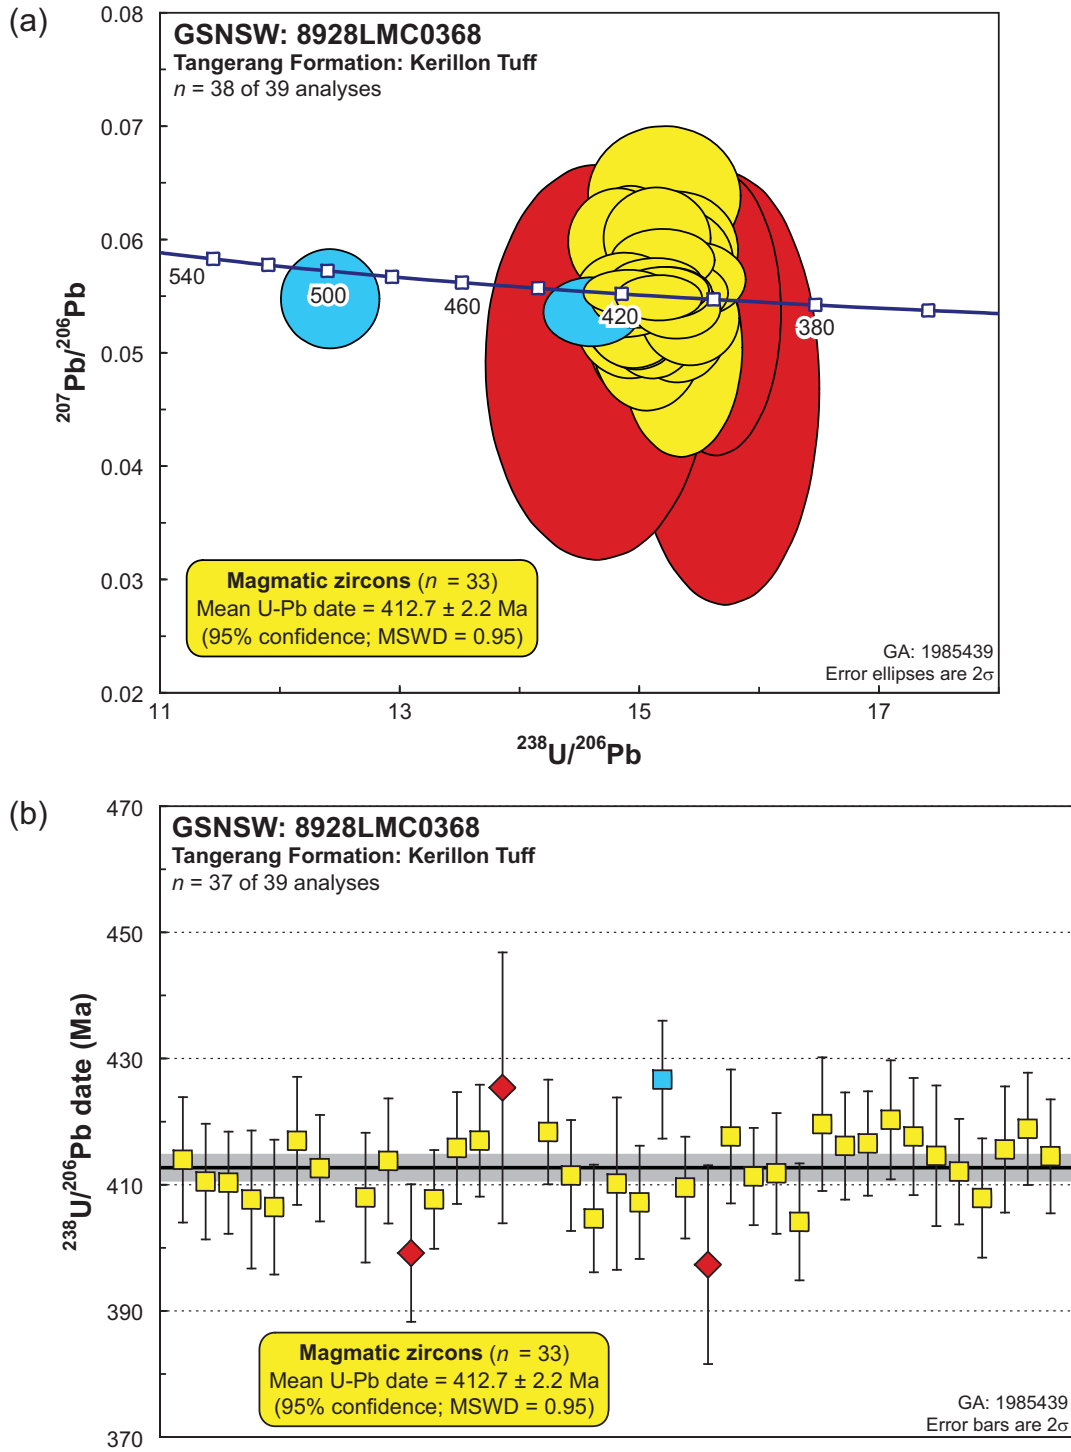 (a)
GSNSW: 8928LMC0368
Tangerang Formation: Kerillon Tuff
n = 38 of 39 analyses
0.08
0.07
0.06
0.05
0.04
0.03
0.02
207Pb/206Pb
540
500
460
420
380
Magmatic zircons (n = 33)
Mean U-Pb date = 412.7 ± 2.2 Ma
(95% confidence; MSWD = 0.95)
GA: 1985439
Error ellipses are 2σ
11
13
15
17
238U/206Pb
(b)
GSNSW: 8928LMC0368
Tangerang Formation: Kerillon Tuff
n = 37 of 39 analyses
470
450
430
410
390
370
238U/206Pb date (Ma)
Magmatic zircons (n = 33)
Mean U-Pb date = 412.7 ± 2.2 Ma
(95% confidence; MSWD = 0.95)
GA: 1985439
Error bars are 2σ